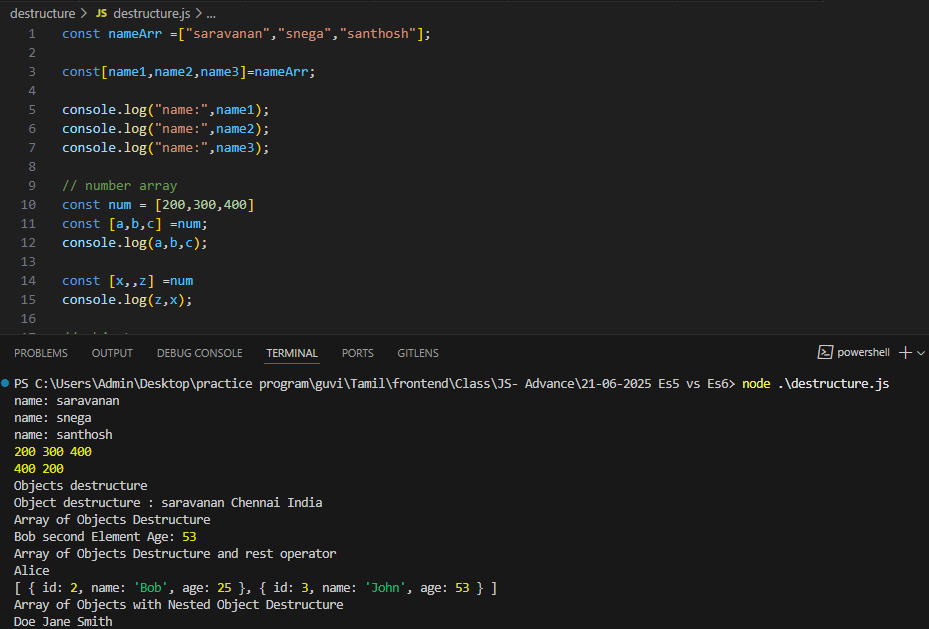 destructure > JS destructure.js > ...
1 const nameArr =["saravanan","snega","santhosh"];
2
3 const[name1,name2,name3]=nameArr;
4
5 console.log("name:",name1);
6 console.log("name:",name2);
7 console.log("name:",name3);
8
9 // number array
10 const num = [200,300,400]
11 const [a,b,c] =num;
12 console.log(a,b,c);
13
14 const [x,,z] =num
15 console.log(z,x);
16
PROBLEMS OUTPUT DEBUG CONSOLE TERMINAL PORTS GITLENS powershell
PS C:\Users\Admin\Desktop\practice program\guvi\Tamil\frontend\Class\JS- Advance\21-06-2025 Es5 vs Es6> node .\destructure.js
name: saravanan
name: snega
name: santhosh
200 300 400
400 200
Objects destructure
Object destructure : saravanan Chennai India
Array of Objects Destructure
Bob second Element Age: 53
Array of Objects Destructure and rest operator
Alice
[ { id: 2, name: 'Bob', age: 25 }, { id: 3, name: 'John', age: 53 } ]
Array of Objects with Nested Object Destructure
Doe Jane Smith